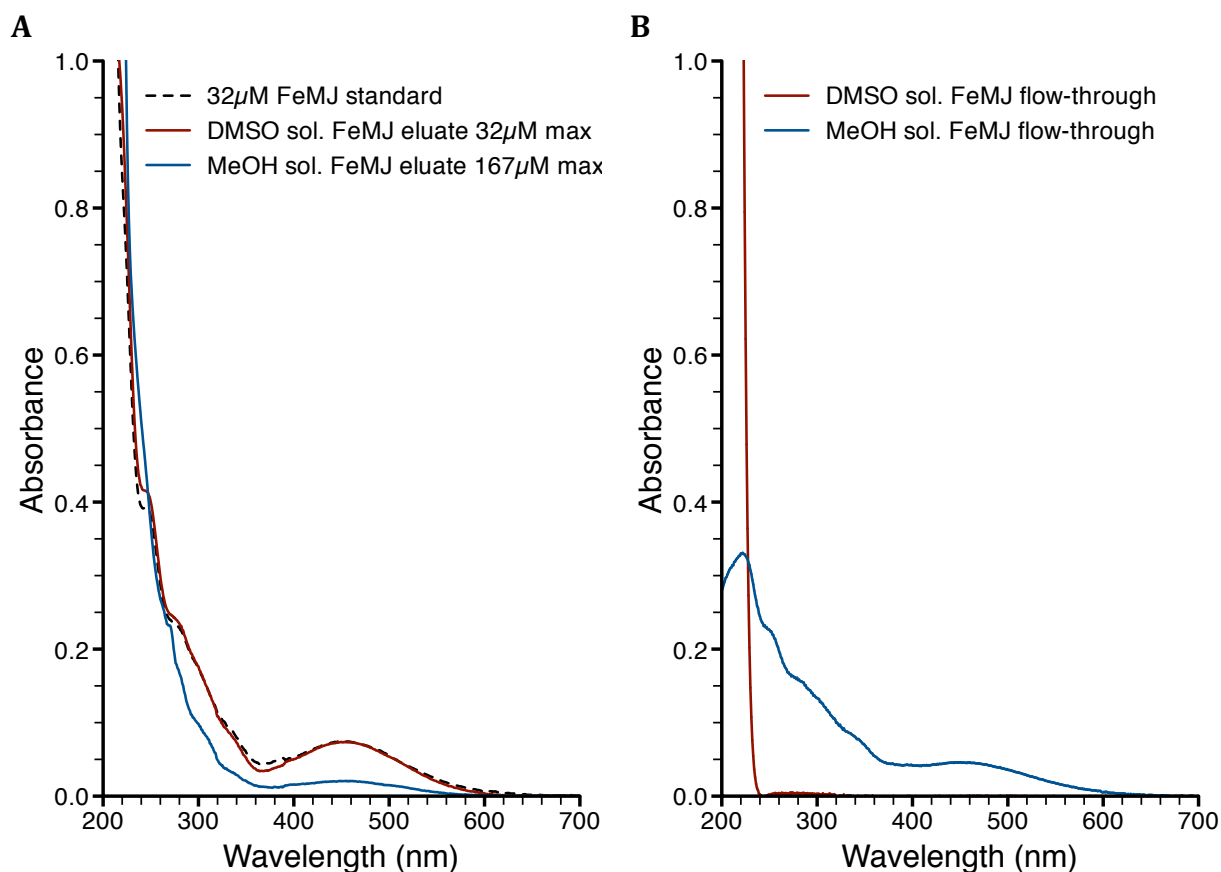 A
1.0
0.8
0.6
0.4
0.2
0.0
Absorbance
32µM FeMJ standard
DMSO sol. FeMJ eluate 32µM max
MeOH sol. FeMJ eluate 167µM max
200 300 400 500 600 700
Wavelength (nm)
B
1.0
0.8
0.6
0.4
0.2
0.0
Absorbance
DMSO sol. FeMJ flow-through
MeOH sol. FeMJ flow-through
200 300 400 500 600 700
Wavelength (nm)